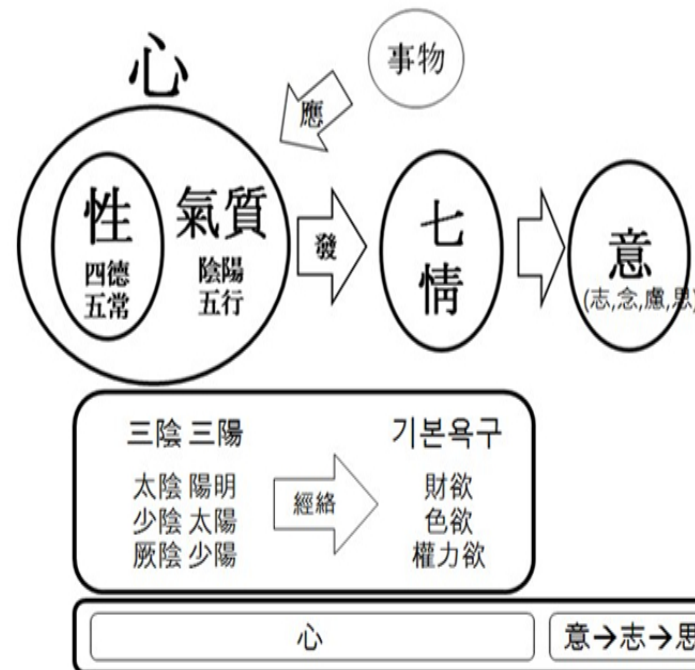 心
事物
應
性
四德
五常
氣質
陰陽
五行
發
七
情
意
(志,念,慮,思)
三陰 三陽
太陰 陽明
少陰 太陽
厥陰 少陽
經絡
기본욕구
財欲
色欲
權力欲
心
意→志→思